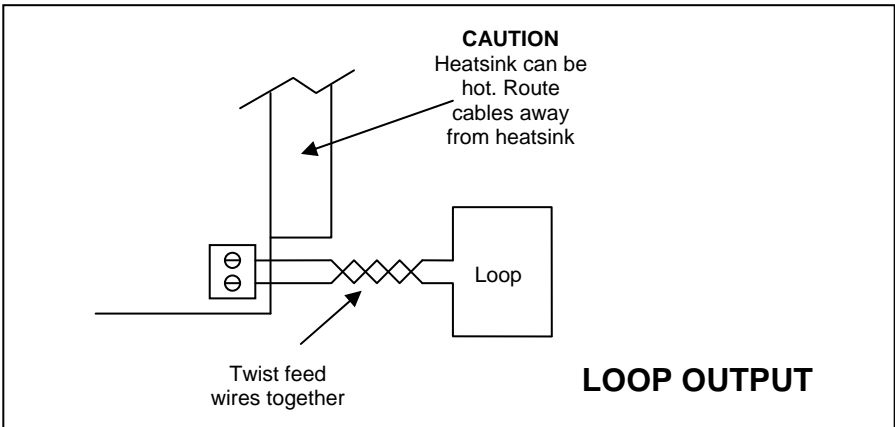 CAUTION
Heatsink can be
hot. Route
cables away
from heatsink
Loop
Twist feed
wires together
LOOP OUTPUT